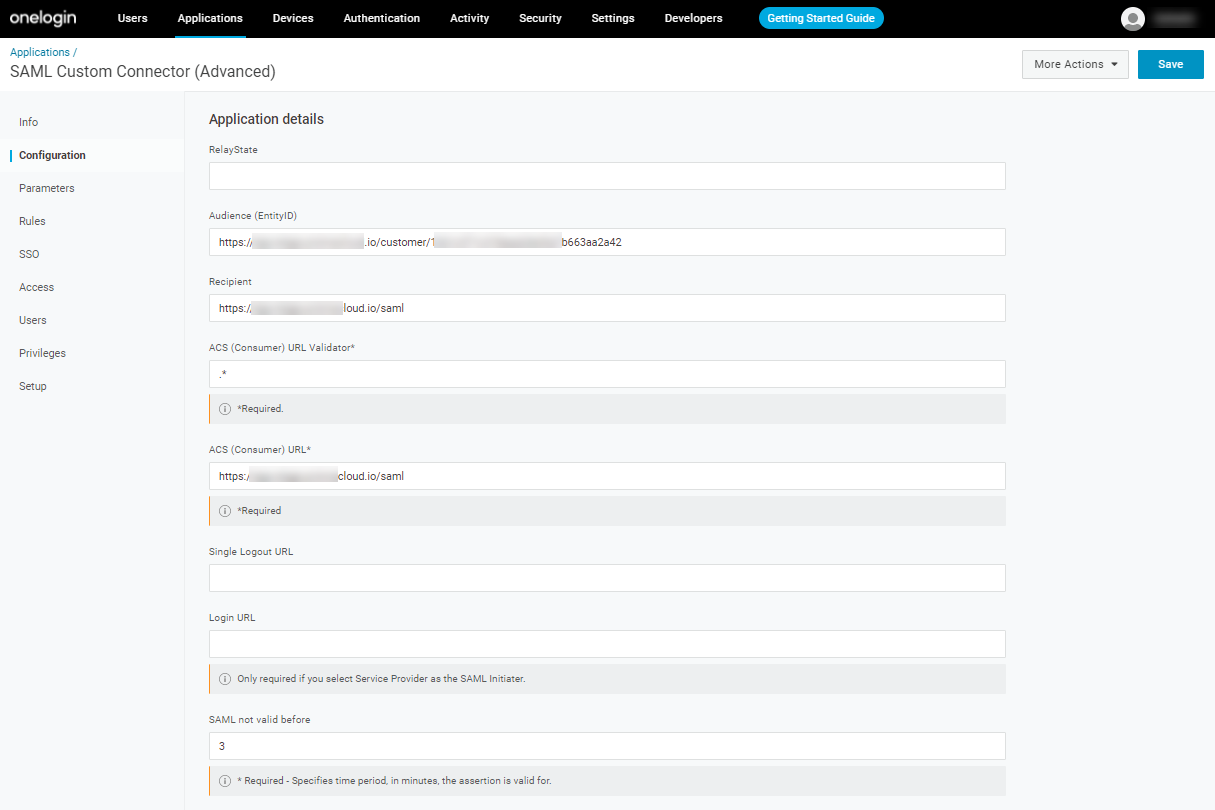 onelogin Users Applications Devices Authentication Activity Security Settings Developers Getting Started Guide
Applications /
SAML Custom Connector (Advanced)
More Actions Save
Info
Configuration
Parameters
Rules
SSO
Access
Users
Privileges
Setup
Application details
RelayState
Audience (EntityID)
https:// .io/customer/1 b663aa2a42
Recipient
https:// loud.io/saml
ACS (Consumer) URL Validator*
.*
*Required.
ACS (Consumer) URL*
https:/ cloud.io/saml
*Required
Single Logout URL
Login URL
Only required if you select Service Provider as the SAML Initiater.
SAML not valid before
3
* Required - Specifies time period, in minutes, the assertion is valid for.